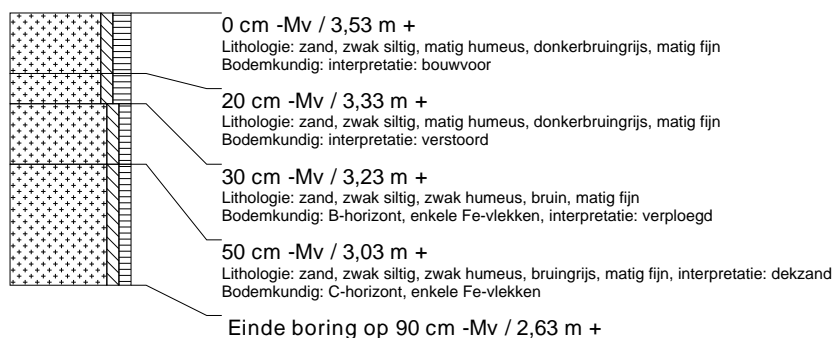 0 cm -Mv / 3,53 m +
Lithologie: zand, zwak siltig, matig humeus, donkerbruingrijs, matig fijn
Bodemkundig: interpretatie: bouwvoor
20 cm -Mv / 3,33 m +
Lithologie: zand, zwak siltig, matig humeus, donkerbruingrijs, matig fijn
Bodemkundig: interpretatie: verstoord
30 cm -Mv / 3,23 m +
Lithologie: zand, zwak siltig, zwak humeus, bruin, matig fijn
Bodemkundig: B-horizont, enkele Fe-vlekken, interpretatie: verploegd
50 cm -Mv / 3,03 m +
Lithologie: zand, zwak siltig, zwak humeus, bruingrijs, matig fijn, interpretatie: dekzand
Bodemkundig: C-horizont, enkele Fe-vlekken
Einde boring op 90 cm -Mv / 2,63 m +